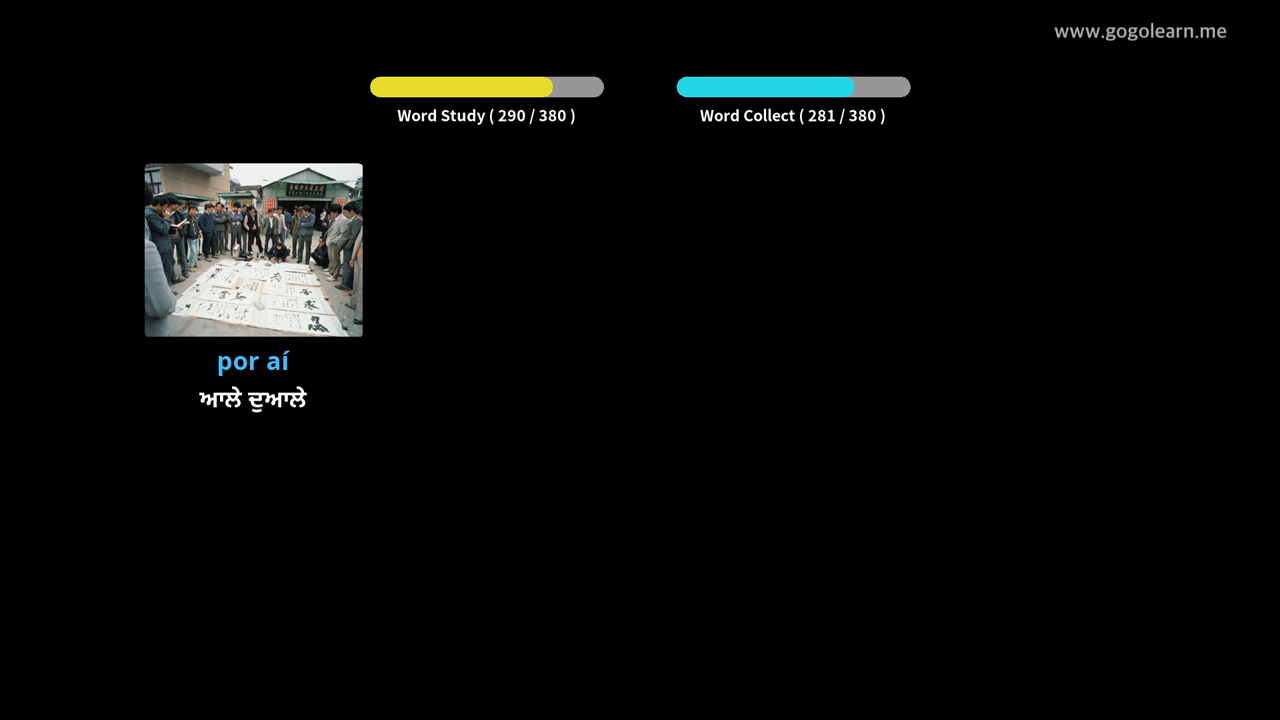 www.gogolearn.me
Word Study ( 290 / 380 )
Word Collect ( 281 / 380 )
por aí
ਆਲੇ ਦੁਆਲੇ